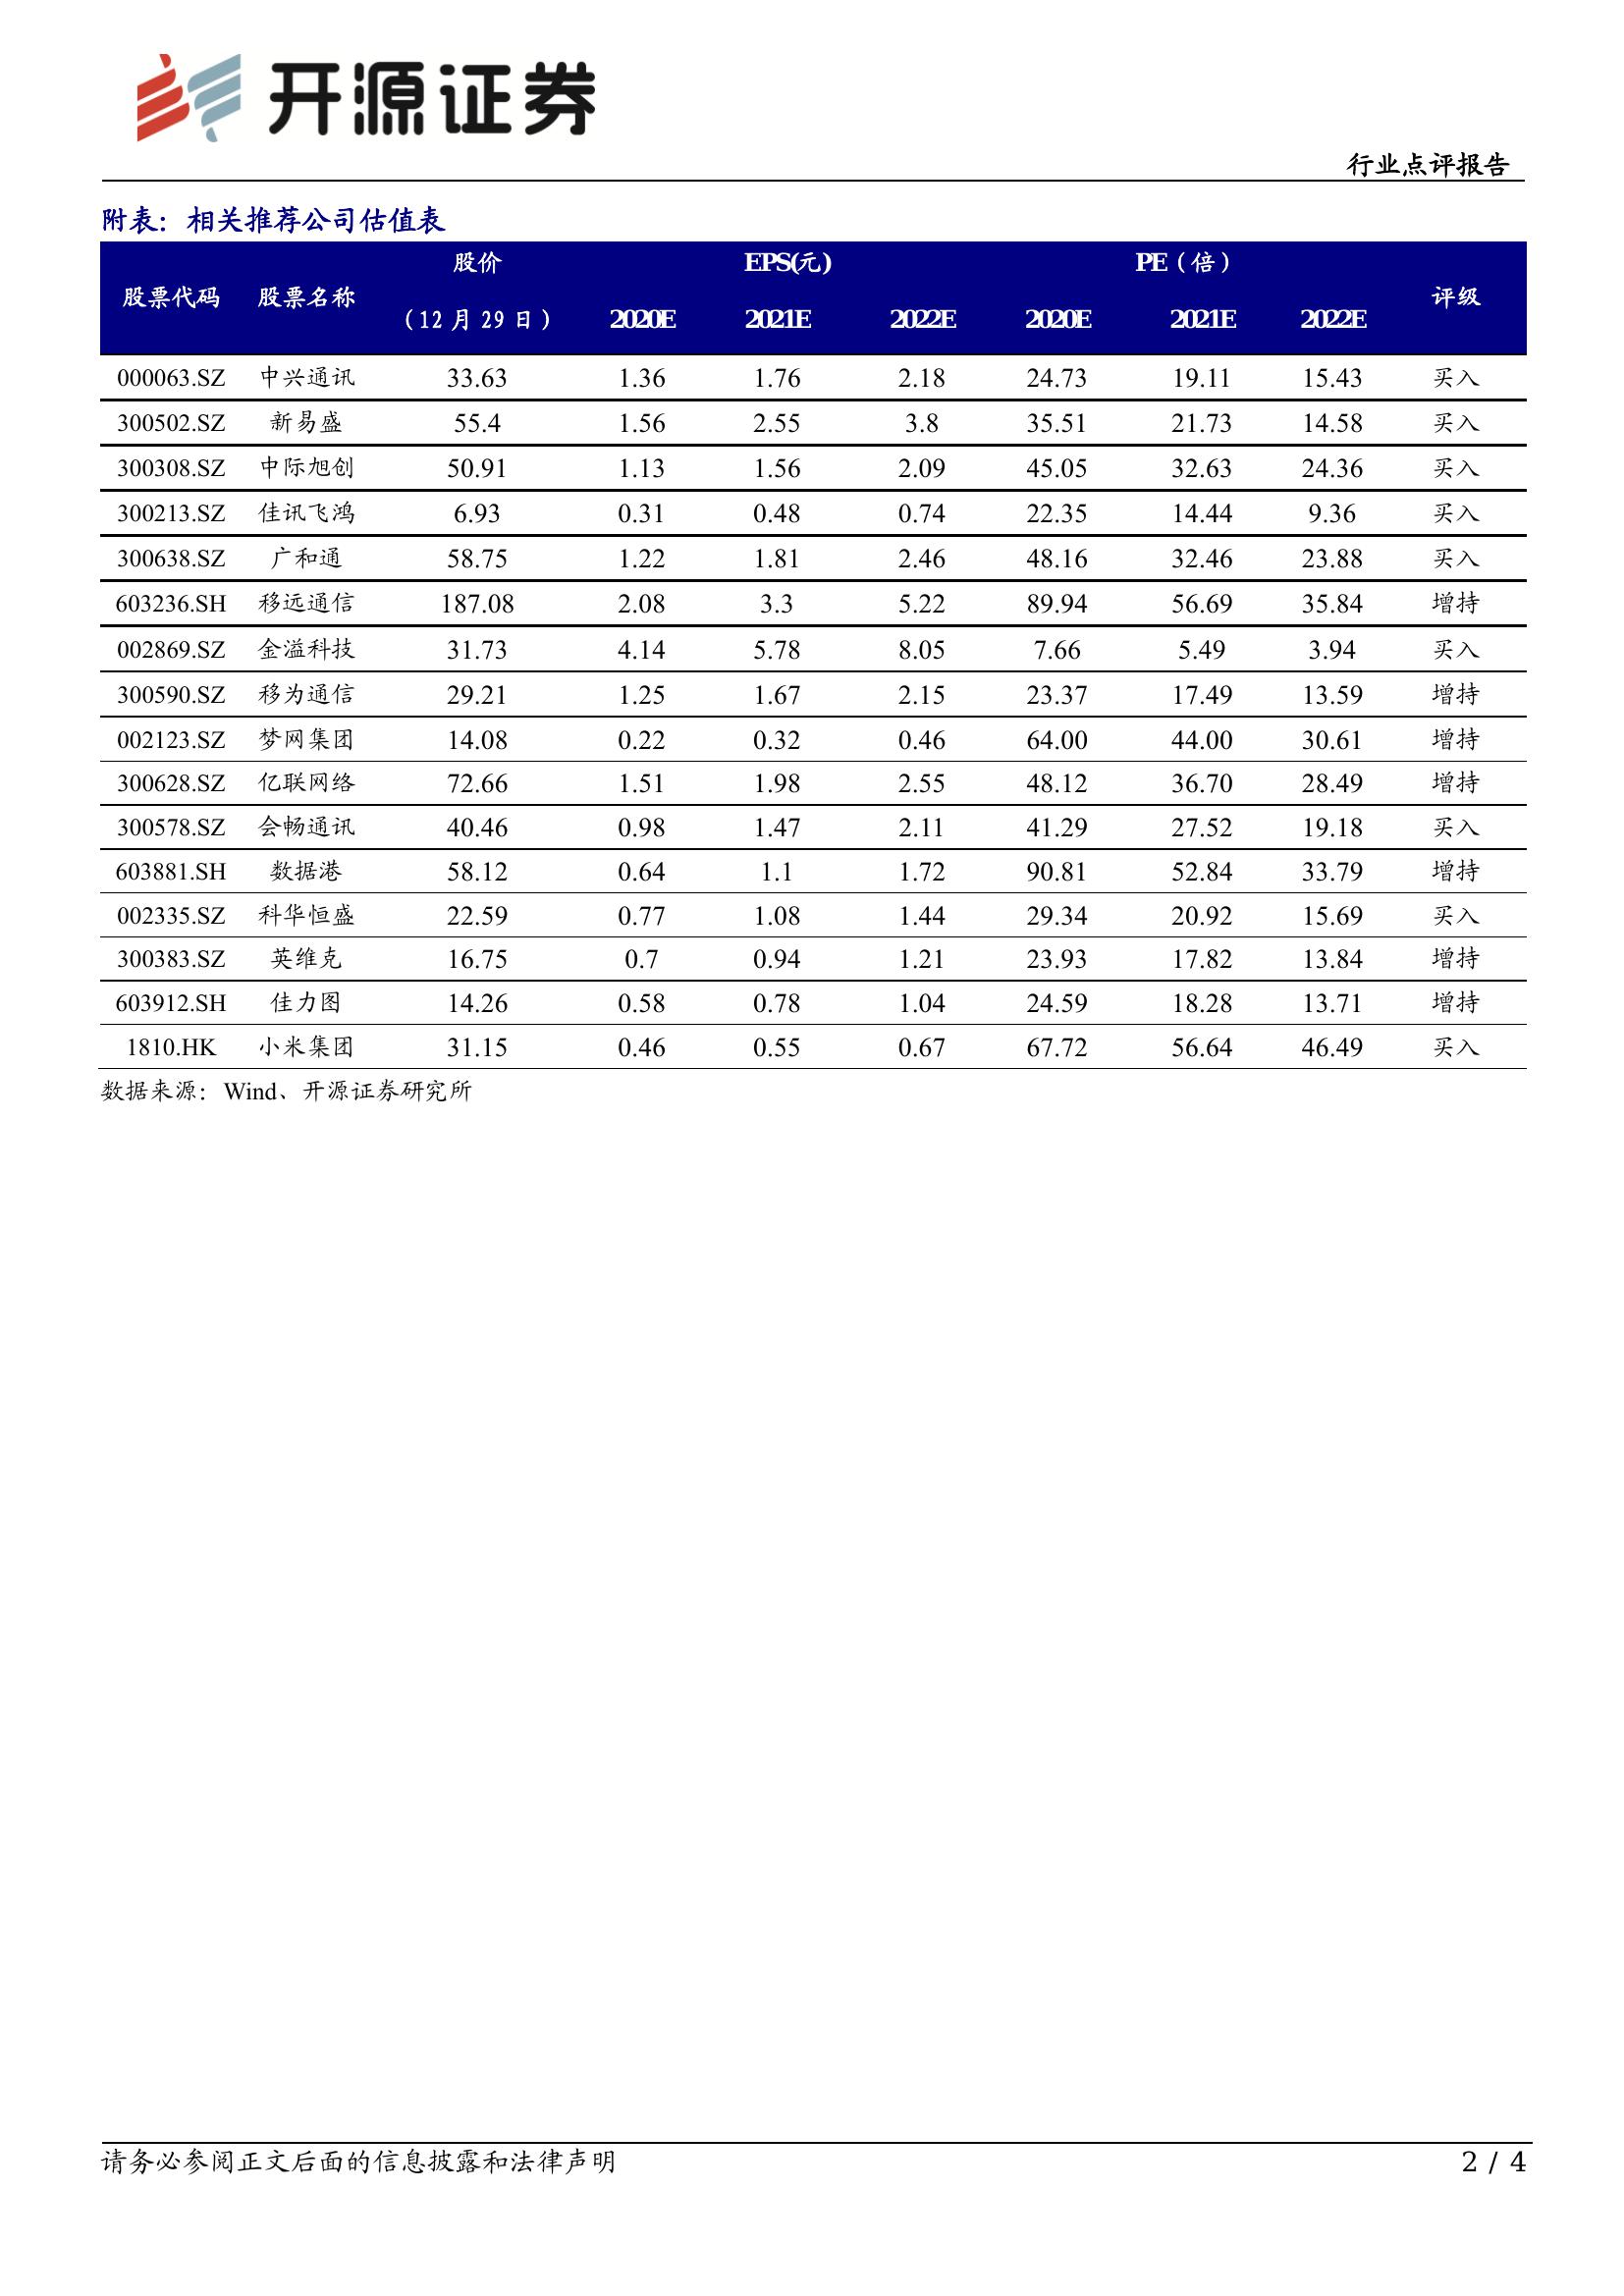 开源证券
行业点评报告
附表：相关推荐公司估值表
股票代码 股票名称 股价 EPS(元) PE（倍） 评级
（12 月 29 日） 2020E 2021E 2022E 2020E 2021E 2022E
000063.SZ 中兴通讯 33.63 1.36 1.76 2.18 24.73 19.11 15.43 买入
300502.SZ 新易盛 55.4 1.56 2.55 3.8 35.51 21.73 14.58 买入
300308.SZ 中际旭创 50.91 1.13 1.56 2.09 45.05 32.63 24.36 买入
300213.SZ 佳讯飞鸿 6.93 0.31 0.48 0.74 22.35 14.44 9.36 买入
300638.SZ 广和通 58.75 1.22 1.81 2.46 48.16 32.46 23.88 买入
603236.SH 移远通信 187.08 2.08 3.3 5.22 89.94 56.69 35.84 增持
002869.SZ 金溢科技 31.73 4.14 5.78 8.05 7.66 5.49 3.94 买入
300590.SZ 移为通信 29.21 1.25 1.67 2.15 23.37 17.49 13.59 增持
002123.SZ 梦网集团 14.08 0.22 0.32 0.46 64.00 44.00 30.61 增持
300628.SZ 亿联网络 72.66 1.51 1.98 2.55 48.12 36.70 28.49 增持
300578.SZ 会畅通讯 40.46 0.98 1.47 2.11 41.29 27.52 19.18 买入
603881.SH 数据港 58.12 0.64 1.1 1.72 90.81 52.84 33.79 增持
002335.SZ 科华恒盛 22.59 0.77 1.08 1.44 29.34 20.92 15.69 买入
300383.SZ 英维克 16.75 0.7 0.94 1.21 23.93 17.82 13.84 增持
603912.SH 佳力图 14.26 0.58 0.78 1.04 24.59 18.28 13.71 增持
1810.HK 小米集团 31.15 0.46 0.55 0.67 67.72 56.64 46.49 买入
数据来源：Wind、开源证券研究所
请务必参阅正文后面的信息披露和法律声明 2 / 4